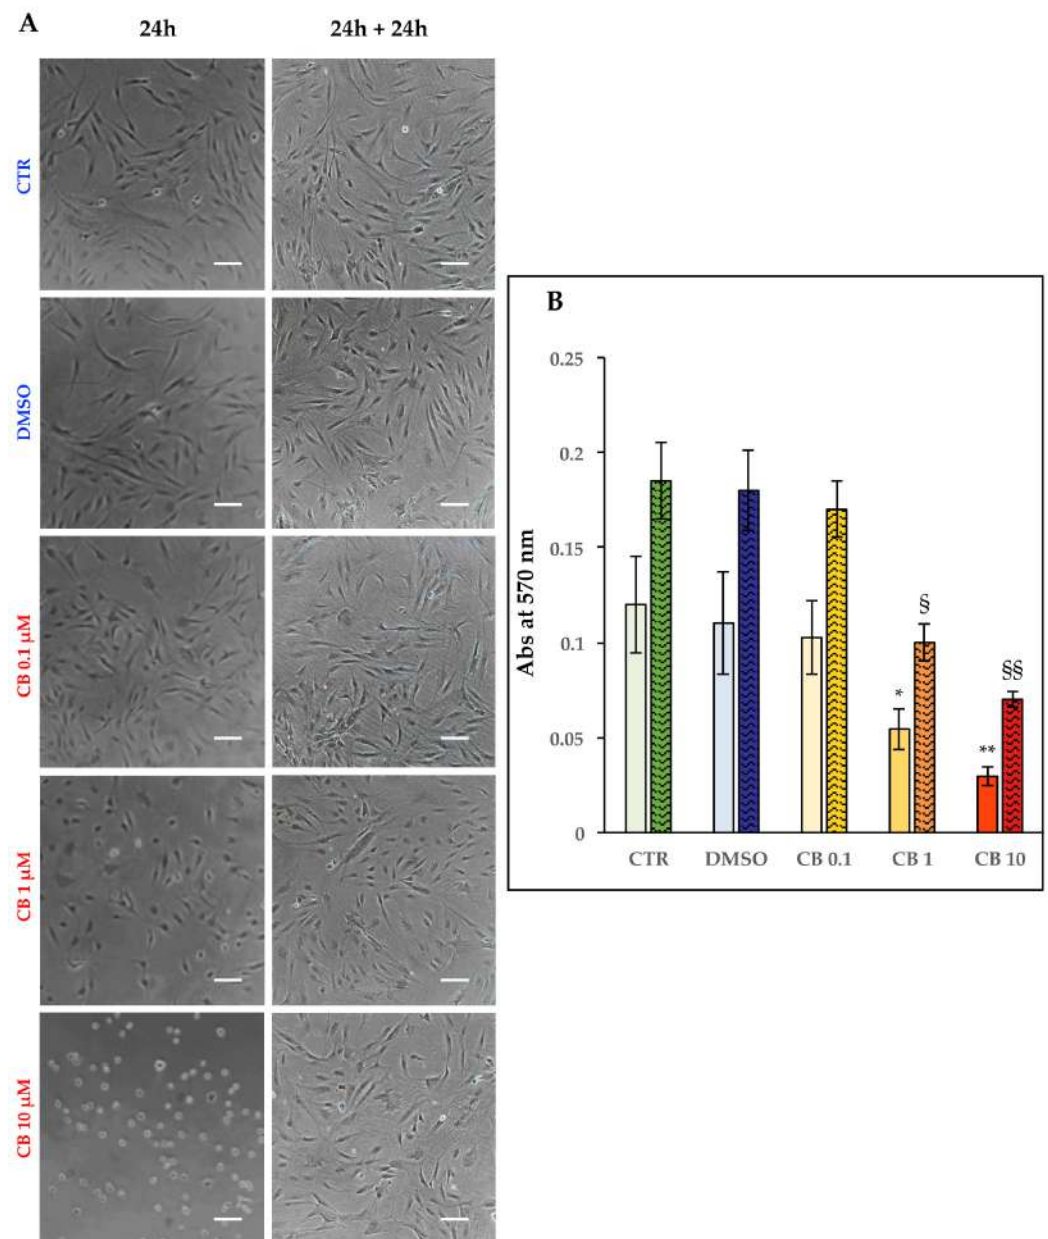 A
24h
24h + 24h
CTR
DMSO
CB 0.1 µM
CB 1 µM
CB 10 µM
B
Abs at 570 nm
0.25
0.2
0.15
0.1
0.05
0
§
§§
*
**
CTR
DMSO
CB 0.1
CB 1
CB 10